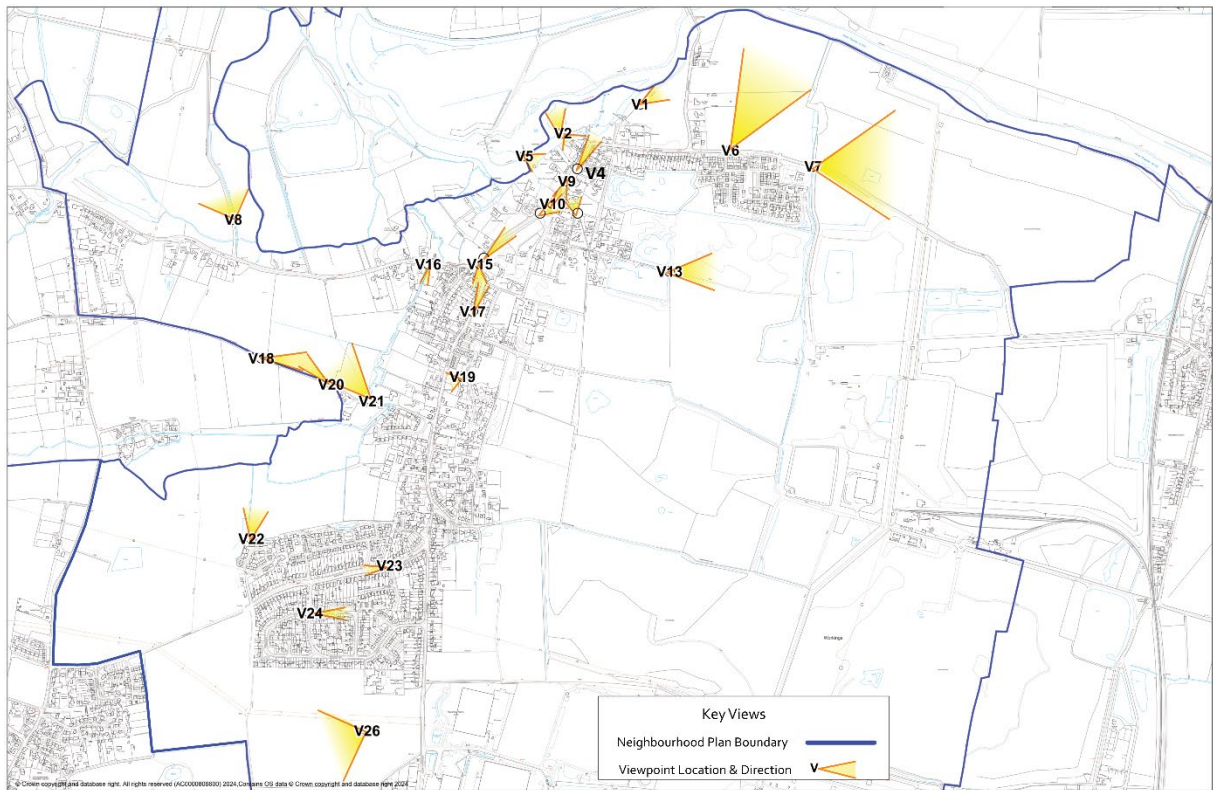 V1
V2
V6
V5
V7
V4
V9
V10
V8
V16
V15
V13
V17
V18
V20
V19
V21
V22
V23
V24
V26
Workings
Key Views
Neighbourhood Plan Boundary
Viewpoint Location & Direction V
© Crown copyright and database right. All rights reserved (AC0000808600) 2024,Contains OS data © Crown copyright and database right 2024